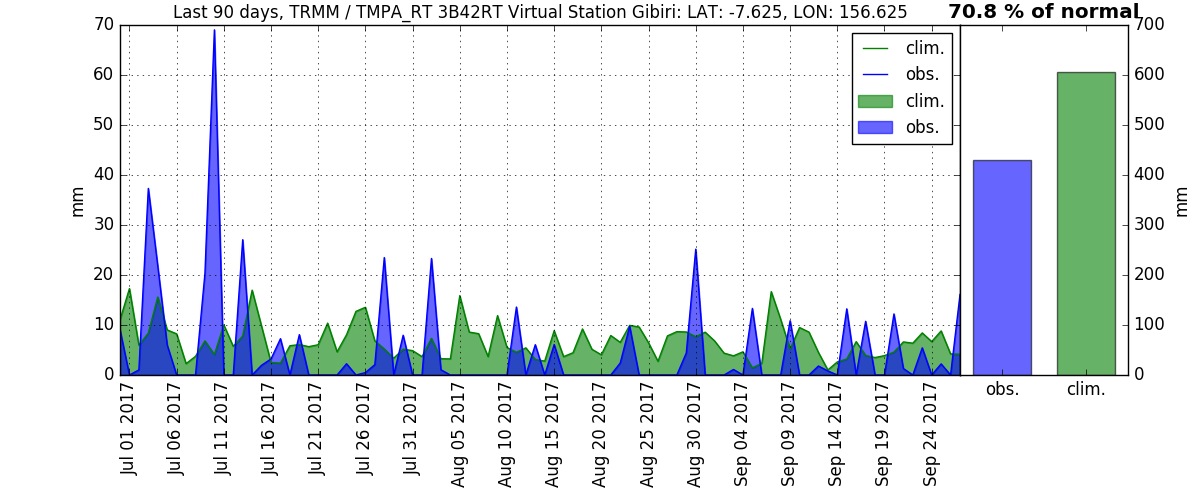 Last 90 days, TRMM / TMPA_RT 3B42RT Virtual Station Gibiri: LAT: -7.625, LON: 156.625
70.8 % of normal
clim.
obs.
clim.
obs.
mm
70
60
50
40
30
20
10
0
Jul 01 2017
Jul 06 2017
Jul 11 2017
Jul 16 2017
Jul 21 2017
Jul 26 2017
Jul 31 2017
Aug 05 2017
Aug 10 2017
Aug 15 2017
Aug 20 2017
Aug 25 2017
Aug 30 2017
Sep 04 2017
Sep 09 2017
Sep 14 2017
Sep 19 2017
Sep 24 2017
700
600
500
400
300
200
100
0
mm
obs.
clim.